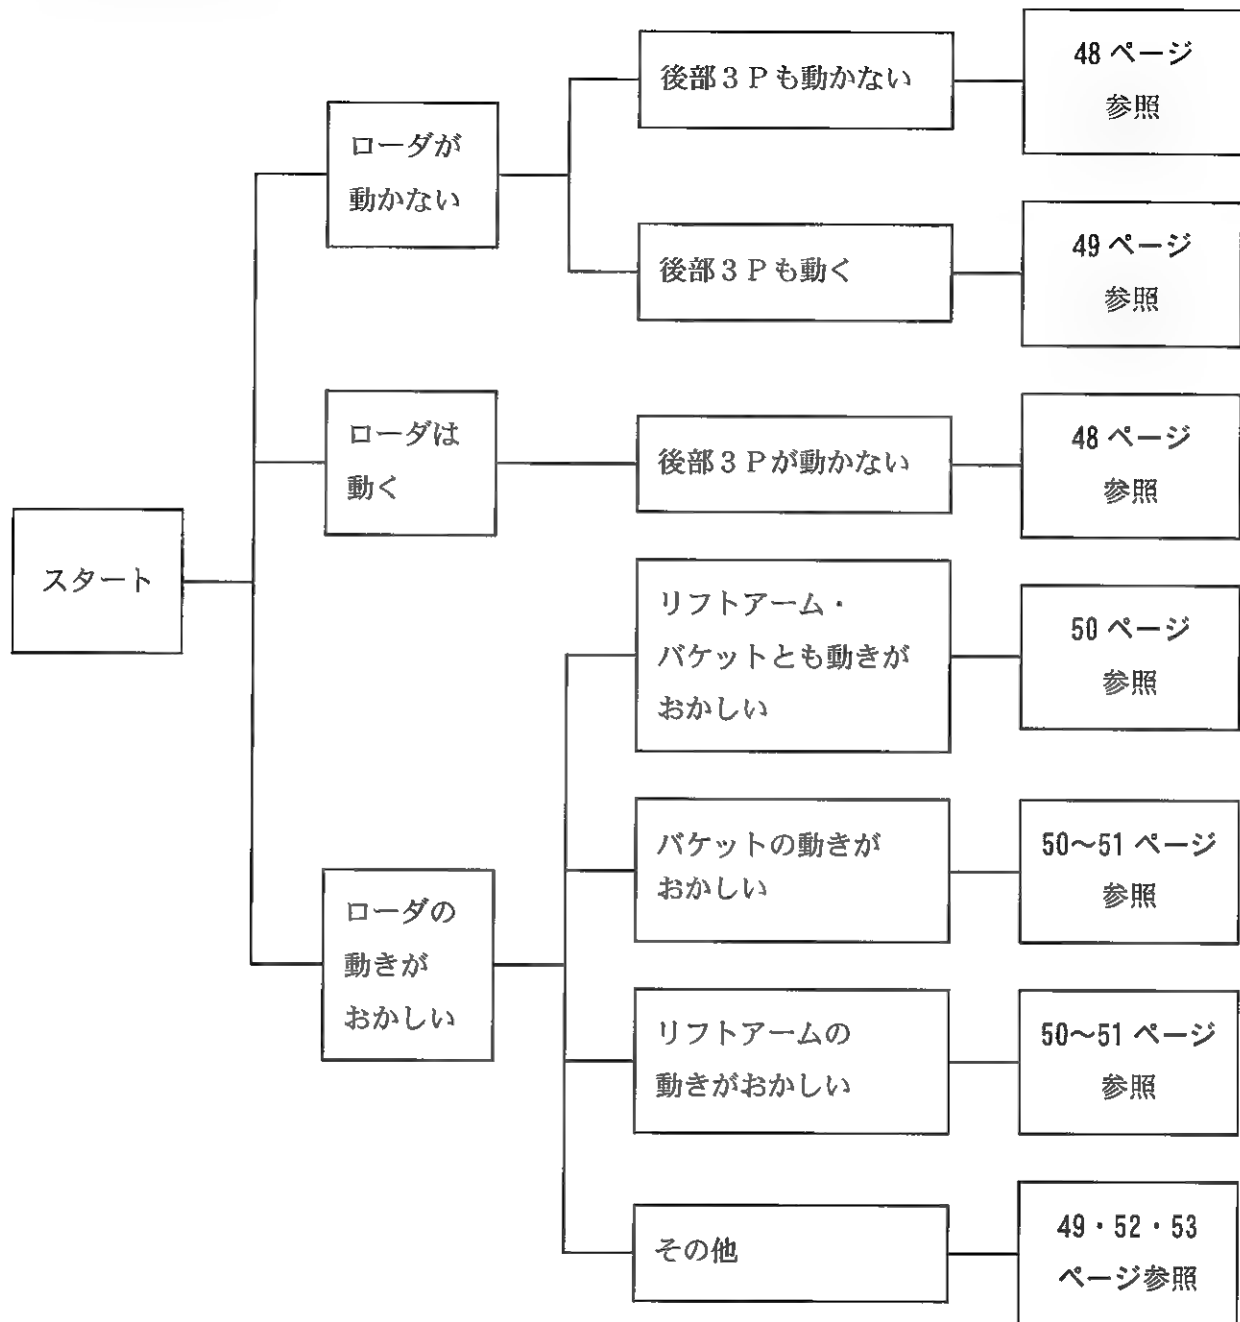 スタート
ローダが
動かない
後部3Pも動かない
48 ページ
参照
後部3Pも動く
49 ページ
参照
ローダは
動く
後部3Pが動かない
48 ページ
参照
ローダの
動きが
おかしい
リフトアーム・
バケットとも動きが
おかしい
50 ページ
参照
バケットの動きが
おかしい
50～51 ページ
参照
リフトアームの
動きがおかしい
50～51 ページ
参照
その他
49・52・53
ページ参照